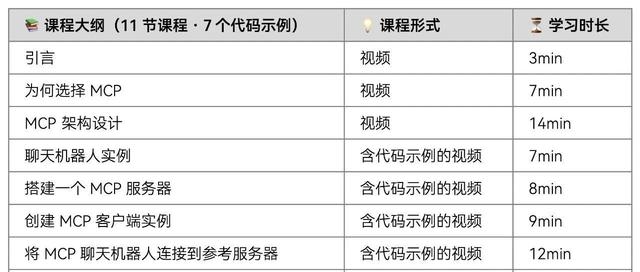 📚 课程大纲（11 节课程 · 7 个代码示例） 💡 课程形式 ⏳ 学习时长
引言 视频 3min
为何选择 MCP 视频 7min
MCP 架构设计 视频 14min
聊天机器人实例 含代码示例的视频 7min
搭建一个 MCP 服务器 含代码示例的视频 8min
创建 MCP 客户端实例 含代码示例的视频 9min
将 MCP 聊天机器人连接到参考服务器 含代码示例的视频 12min